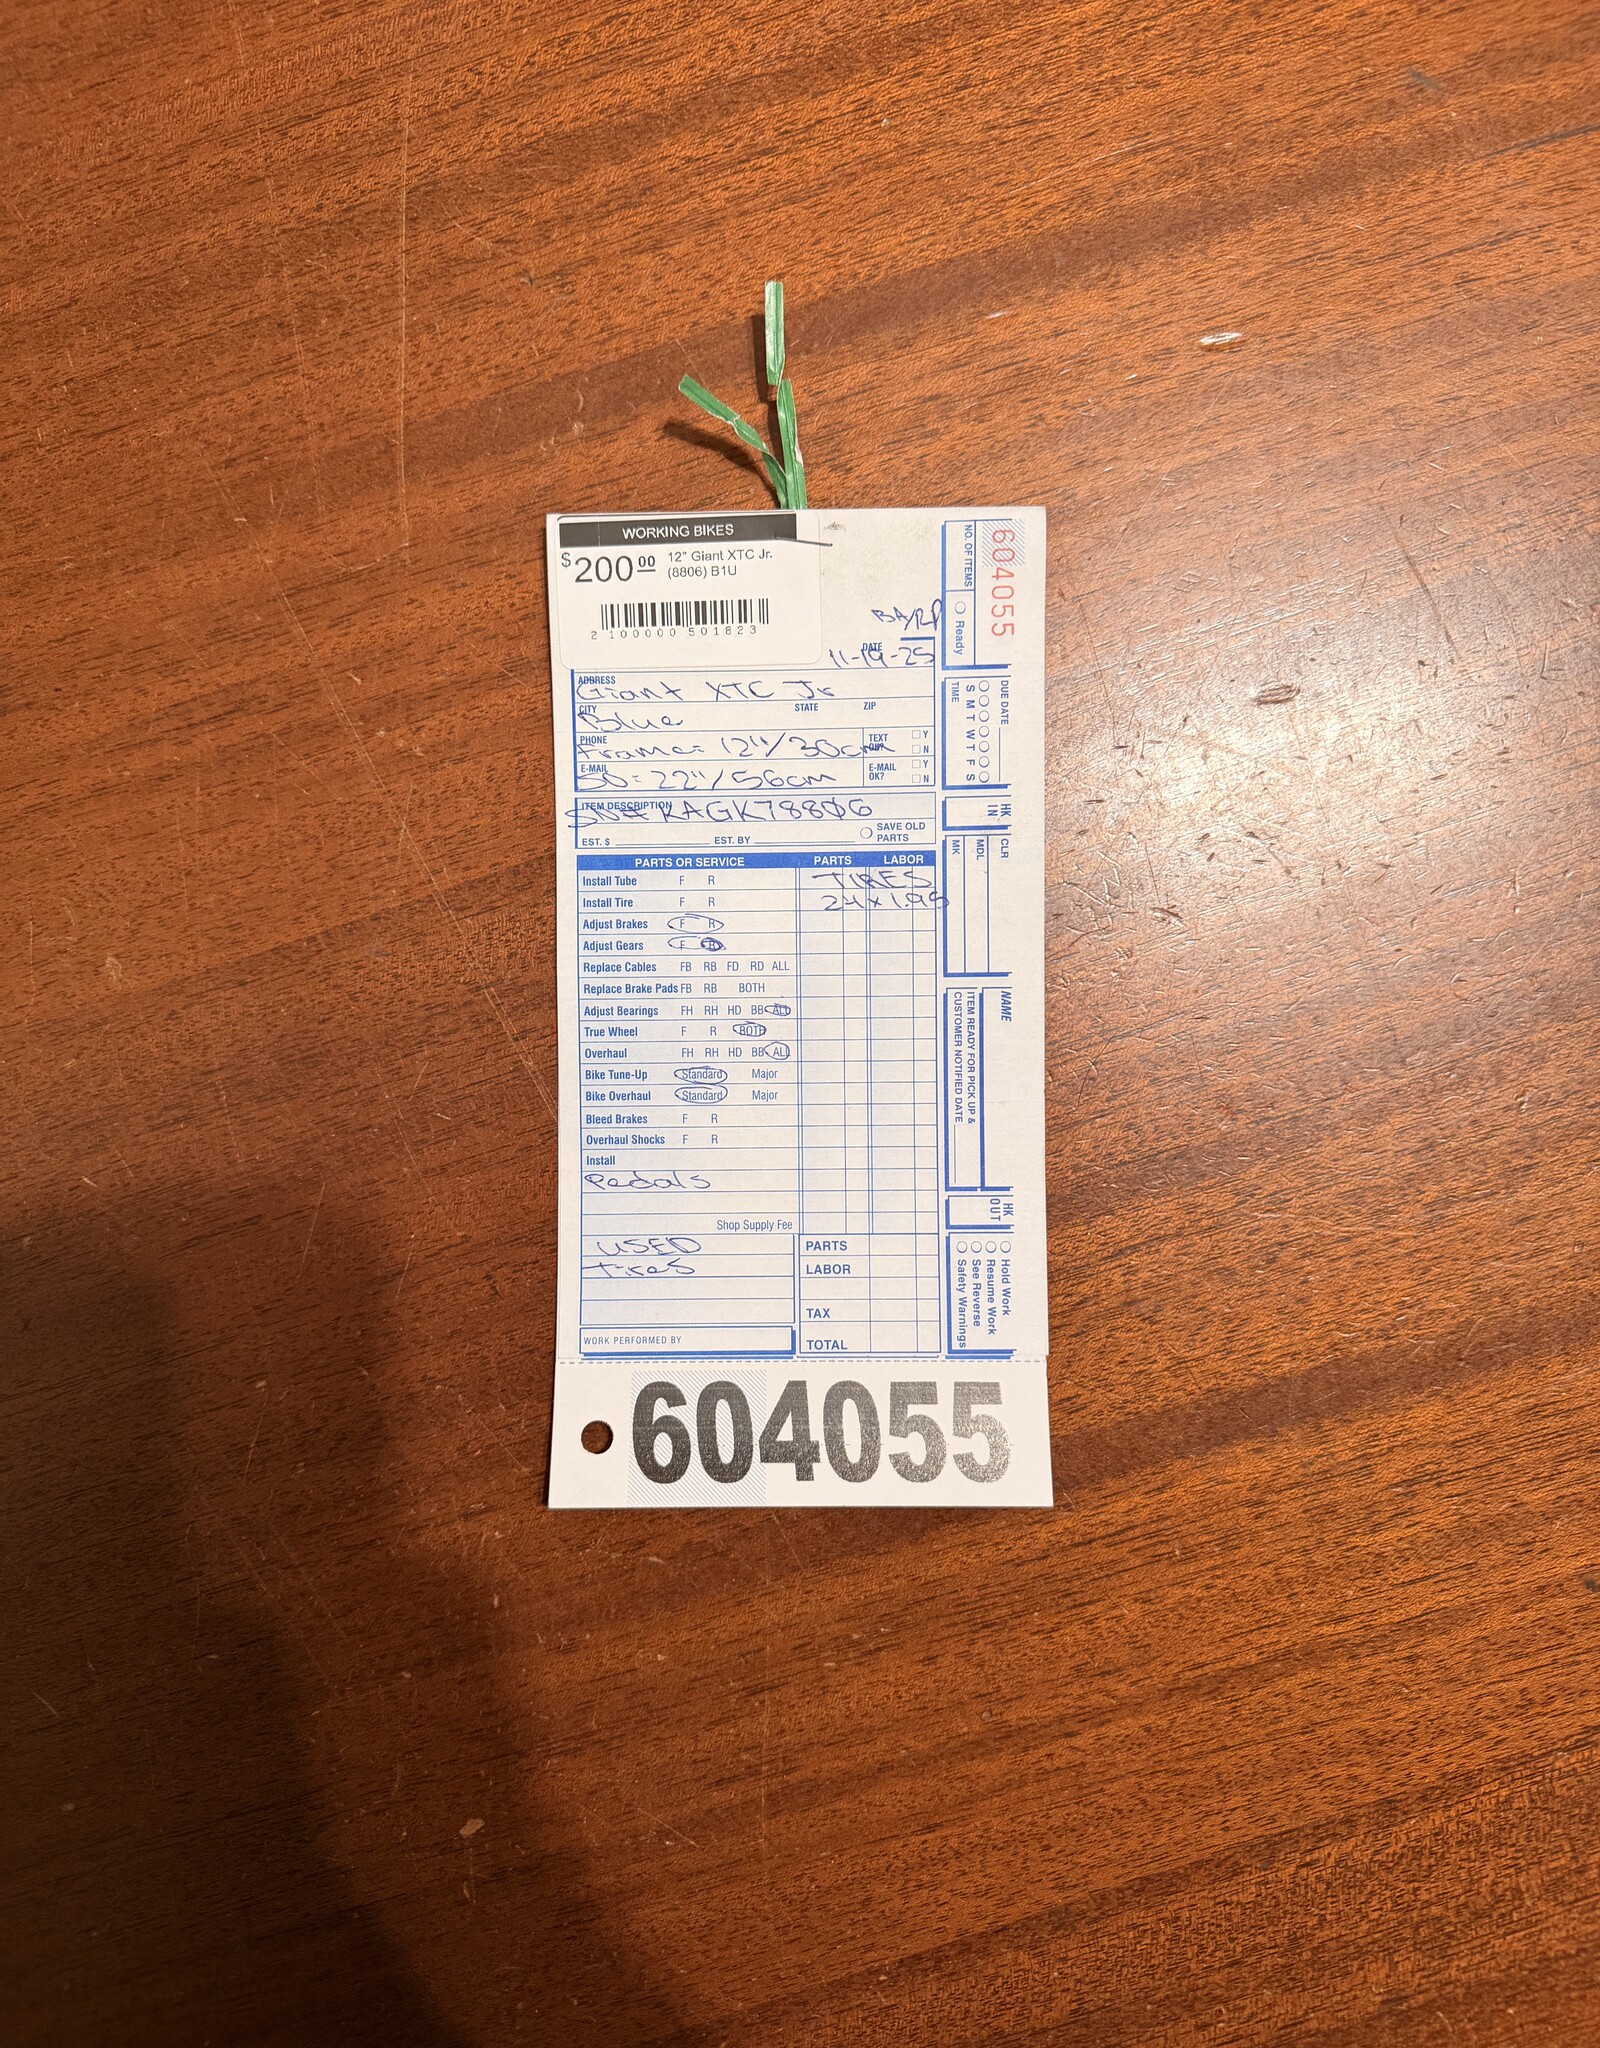 WORKING BIKES
$200.00 12" Giant XTC Jr.
(8806) B1U
2 100000 501823
BA/RP
DATE
11-19-25
ADDRESS
Giant XTC Jr
CITY STATE ZIP
Blue
PHONE TEXT OK? Y N
Frame: 12"/30cm
E-MAIL E-MAIL OK? Y N
SO: 22"/56cm
ITEM DESCRIPTION
SN# KAGK78806
EST. $ EST. BY SAVE OLD PARTS
PARTS OR SERVICE PARTS LABOR
Install Tube F R TIRES
Install Tire F R 24 x 1.95
Adjust Brakes F R
Adjust Gears F R
Replace Cables FB RB FD RD ALL
Replace Brake Pads FB RB BOTH
Adjust Bearings FH RH HD BB ALL
True Wheel F R BOTH
Overhaul FH RH HD BB ALL
Bike Tune-Up Standard Major
Bike Overhaul Standard Major
Bleed Brakes F R
Overhaul Shocks F R
Install
Pedals
Shop Supply Fee
USED PARTS
Tires LABOR
TAX
WORK PERFORMED BY TOTAL
604055
604055
NO. OF ITEMS Ready
DUE DATE
S M T W T F S
TIME
HK IN
CLR
MDL
MK
NAME
ITEM READY FOR PICK UP &
CUSTOMER NOTIFIED DATE
HK OUT
Hold Work
Resume Work
See Reverse
Safety Warnings